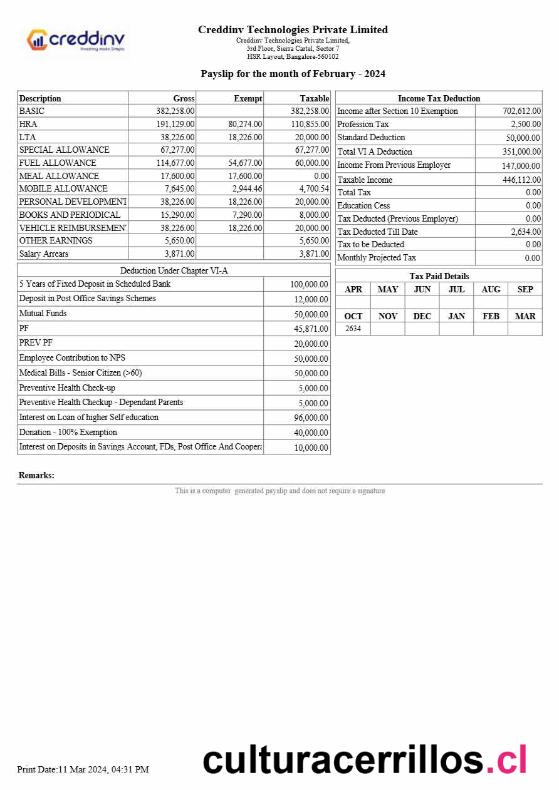 creddinv
Investing Made Simple
Creddinv Technologies Private Limited
Creddinv Technologies Private Limited,
3rd Floor, Sierra Cartel, Sector 7
HSR Layout, Bangalore-560102
Payslip for the month of February - 2024
Description Gross Exempt Taxable
BASIC 382,258.00 382,258.00
HRA 191,129.00 80,274.00 110,855.00
LTA 38,226.00 18,226.00 20,000.00
SPECIAL ALLOWANCE 67,277.00 67,277.00
FUEL ALLOWANCE 114,677.00 54,677.00 60,000.00
MEAL ALLOWANCE 17,600.00 17,600.00 0.00
MOBILE ALLOWANCE 7,645.00 2,944.46 4,700.54
PERSONAL DEVELOPMENT 38,226.00 18,226.00 20,000.00
BOOKS AND PERIODICAL 15,290.00 7,290.00 8,000.00
VEHICLE REIMBURSEMEN 38,226.00 18,226.00 20,000.00
OTHER EARNINGS 5,650.00 5,650.00
Salary Arrears 3,871.00 3,871.00
Deduction Under Chapter VI-A
5 Years of Fixed Deposit in Scheduled Bank 100,000.00
Deposit in Post Office Savings Schemes 12,000.00
Mutual Funds 50,000.00
PF 45,871.00
PREV PF 20,000.00
Employee Contribution to NPS 50,000.00
Medical Bills - Senior Citizen (>60) 50,000.00
Preventive Health Check-up 5,000.00
Preventive Health Checkup - Dependant Parents 5,000.00
Interest on Loan of higher Self education 96,000.00
Donation - 100% Exemption 40,000.00
Interest on Deposits in Savings Account, FDs, Post Office And Cooper 10,000.00
Income Tax Deduction
Income after Section 10 Exemption 702,612.00
Profession Tax 2,500.00
Standard Deduction 50,000.00
Total VI A Deduction 351,000.00
Income From Previous Employer 147,000.00
Taxable Income 446,112.00
Total Tax 0.00
Education Cess 0.00
Tax Deducted (Previous Employer) 0.00
Tax Deducted Till Date 2,634.00
Tax to be Deducted 0.00
Monthly Projected Tax 0.00
Tax Paid Details
APR MAY JUN JUL AUG SEP
OCT NOV DEC JAN FEB MAR
2634
Remarks:
This is a computer generated payslip and does not require a signature
Print Date:11 Mar 2024, 04:31 PM
culturacerrillos.cl